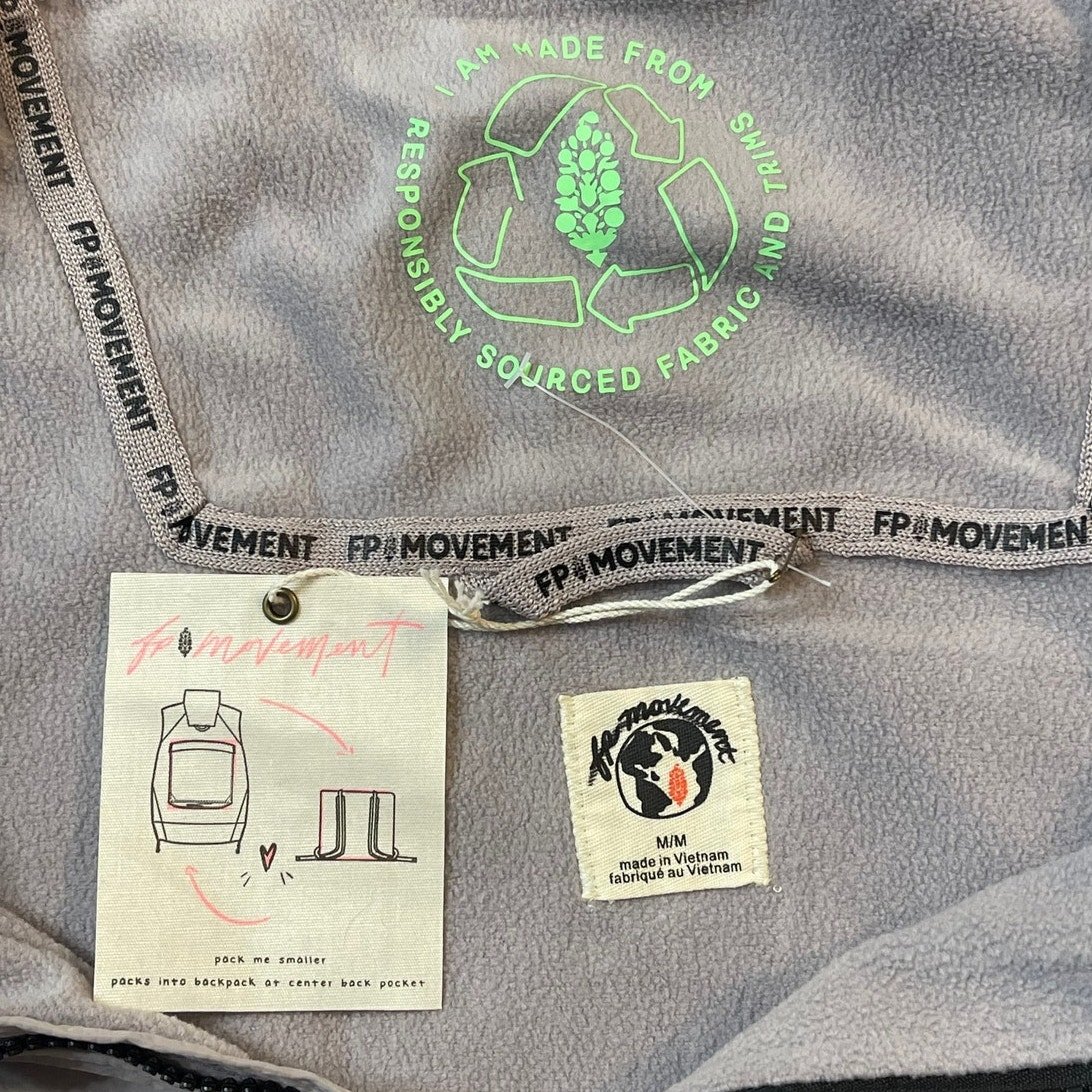 I AM MADE FROM
RESPONSIBLY SOURCED FABRIC AND TRIMS
MOVEMENT
FP MOVEMENT
FP
MOVEMENT
FP MOVEMENT
FP MOVEMENT
FP MOVEMENT
FP MOVEMENT
fp movement
pack me smaller
packs into backpack at center back pocket
fp movement
M/M
made in Vietnam
fabriqué au Vietnam